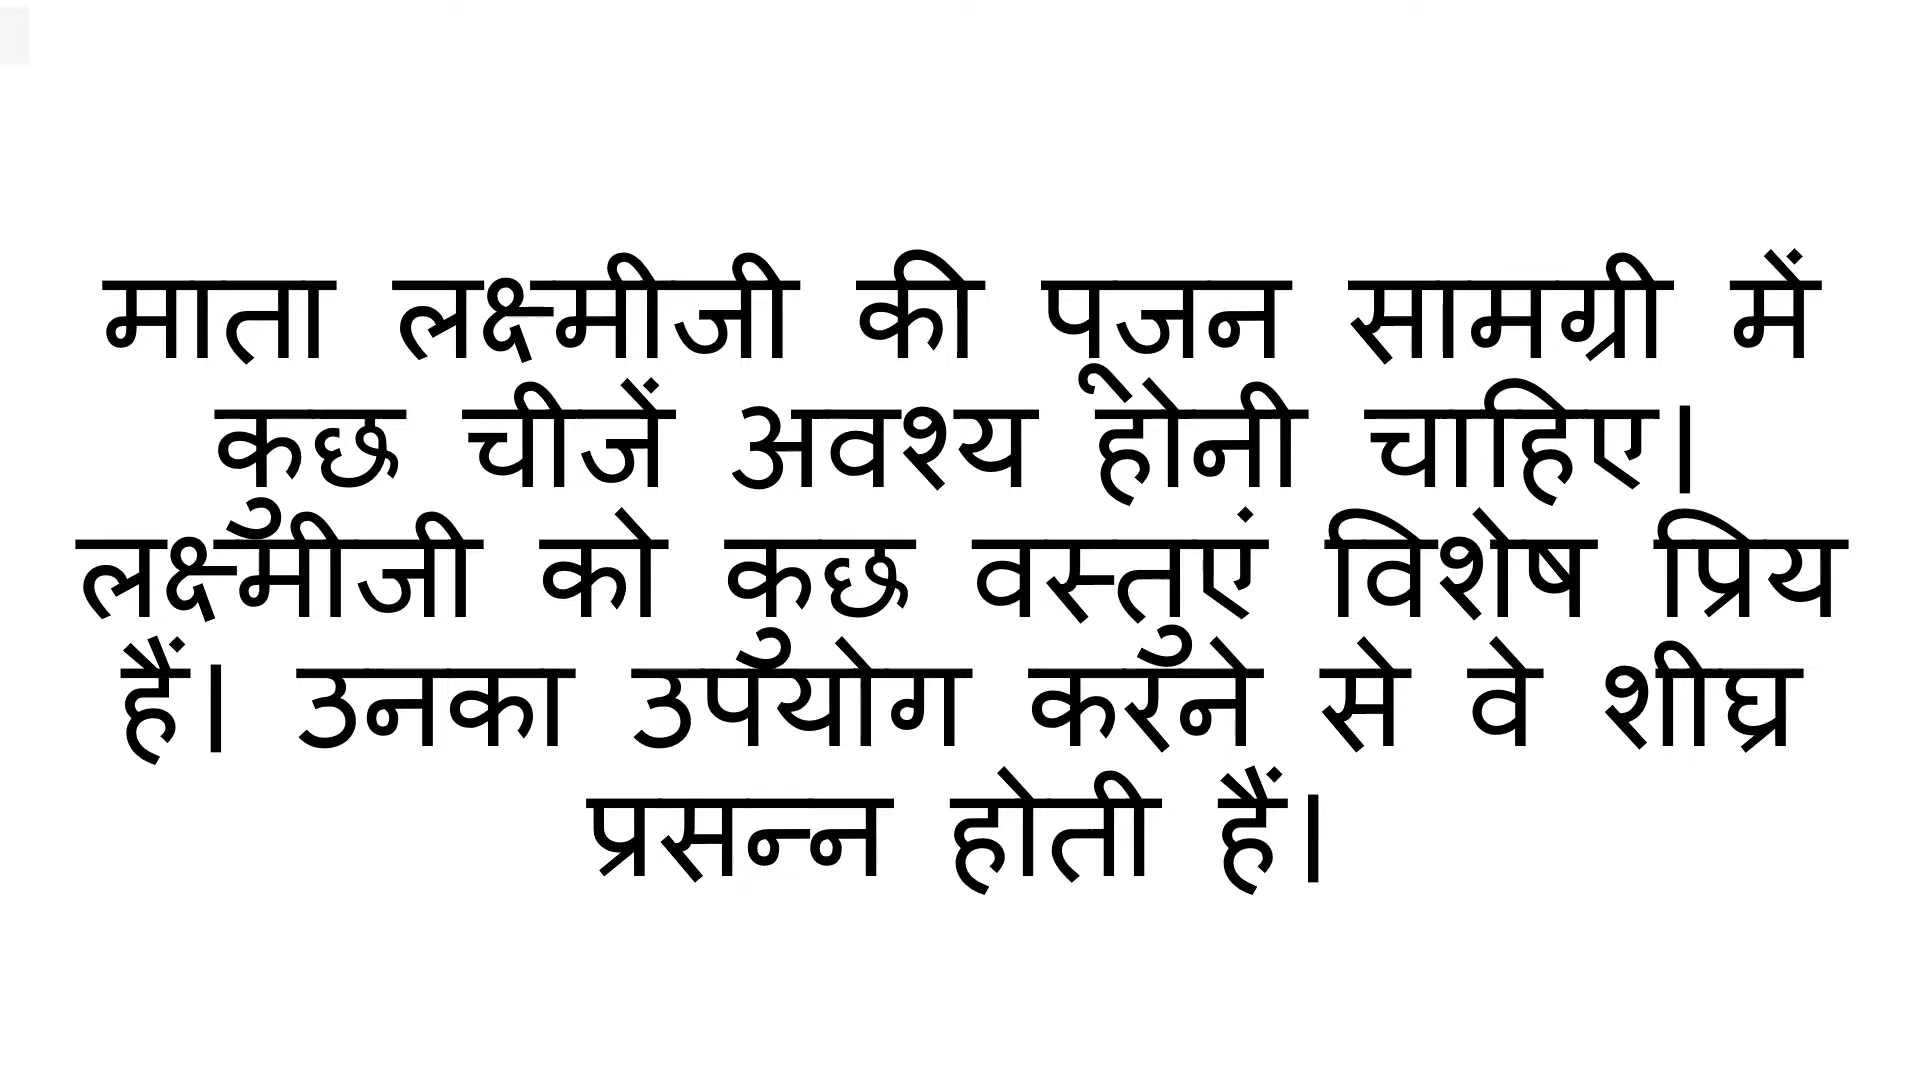 माता लक्ष्मीजी की पूजन सामग्री में
कुछ चीजें अवश्य होनी चाहिए।
लक्ष्मीजी को कुछ वस्तुएं विशेष प्रिय
हैं। उनका उपयोग करने से वे शीघ्र
प्रसन्न होती हैं।